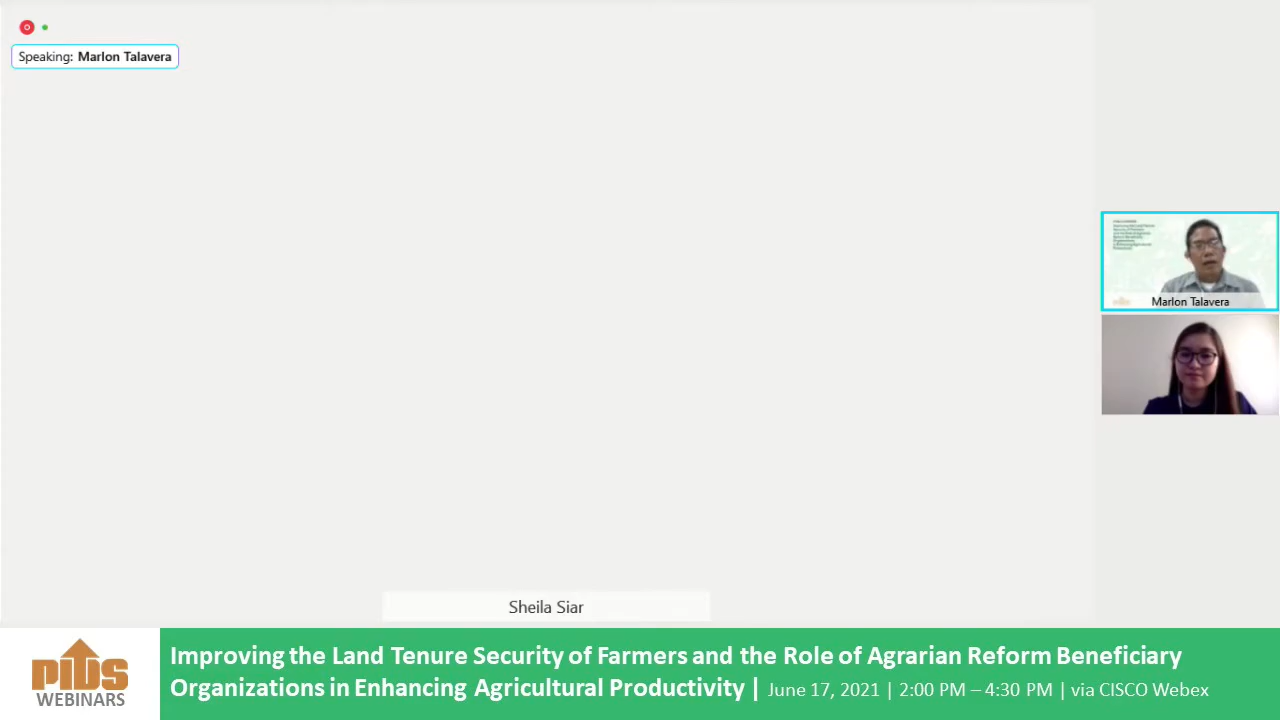 Speaking: Marlon Talavera
Marlon Talavera
Sheila Siar
PIDS
WEBINARS
Improving the Land Tenure Security of Farmers and the Role of Agrarian Reform Beneficiary
Organizations in Enhancing Agricultural Productivity | June 17, 2021 | 2:00 PM – 4:30 PM | via CISCO Webex